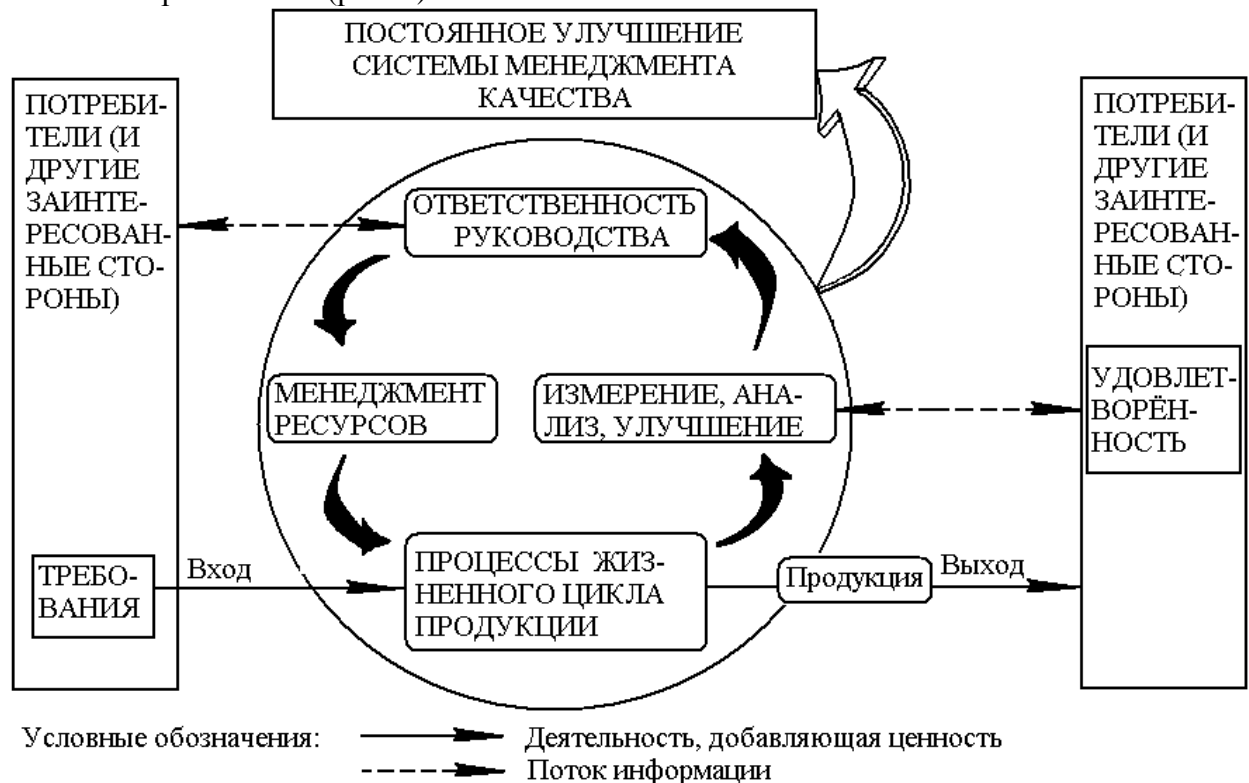 ПОСТОЯННОЕ УЛУЧШЕНИЕ
СИСТЕМЫ МЕНЕДЖМЕНТА
КАЧЕСТВА
ПОТРЕБИ-
ТЕЛИ (И
ДРУГИЕ
ЗАИНТЕ-
РЕСОВАН-
НЫЕ СТО-
РОНЫ)
ТРЕБО-
ВАНИЯ
ОТВЕТСТВЕННОСТЬ
РУКОВОДСТВА
МЕНЕДЖМЕНТ
РЕСУРСОВ
ИЗМЕРЕНИЕ, АНА-
ЛИЗ, УЛУЧШЕНИЕ
Вход
ПРОЦЕССЫ ЖИЗ-
НЕННОГО ЦИКЛА
ПРОДУКЦИИ
Продукция
Выход
ПОТРЕБИ-
ТЕЛИ (И
ДРУГИЕ
ЗАИНТЕ-
РЕСОВАН-
НЫЕ СТО-
РОНЫ)
УДОВЛЕТ-
ВОРЁН-
НОСТЬ
Условные обозначения:
Деятельность, добавляющая ценность
Поток информации